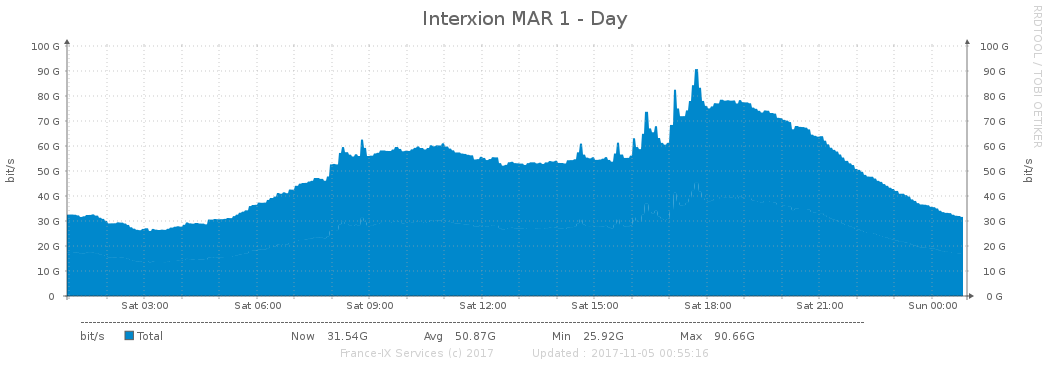 Interxion MAR 1 - Day
RRDTOOL / TOBI OETIKER
bit/s
bit/s
100 G 100 G
90 G 90 G
80 G 80 G
70 G 70 G
60 G 60 G
50 G 50 G
40 G 40 G
30 G 30 G
20 G 20 G
10 G 10 G
0 0 G
Sat 03:00 Sat 06:00 Sat 09:00 Sat 12:00 Sat 15:00 Sat 18:00 Sat 21:00 Sun 00:00
bit/s Total Now 31.54G Avg 50.87G Min 25.92G Max 90.66G
France-IX Services (c) 2017 Updated : 2017-11-05 00:55:16